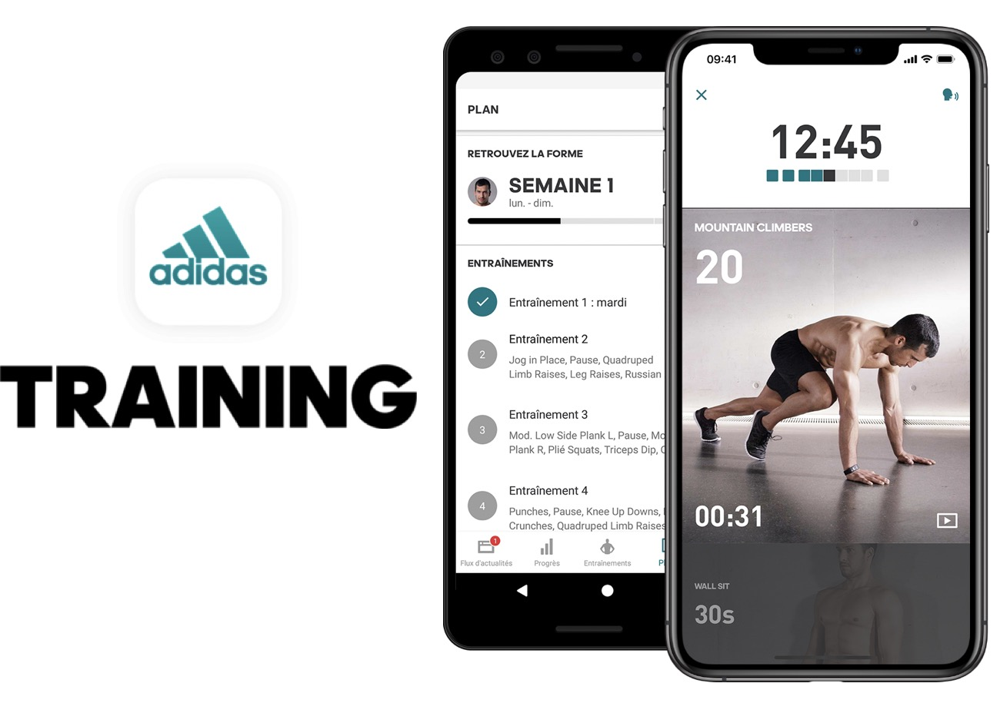 adidas
TRAINING
PLAN
RETROUVEZ LA FORME
SEMAINE 1
lun. - dim.
ENTRAÎNEMENTS
Entraînement 1 : mardi
2
Entraînement 2
Jog in Place, Pause, Quadruped
Limb Raises, Leg Raises, Russian
3
Entraînement 3
Mod. Low Side Plank L, Pause, Mo
Plank R, Plié Squats, Triceps Dip,
4
Entraînement 4
Punches, Pause, Knee Up Downs,
Crunches, Quadruped Limb Raises
1
Flux d'actualités
Progrès
Entraînements
09:41
12:45
MOUNTAIN CLIMBERS
20
00:31
WALL SIT
30s